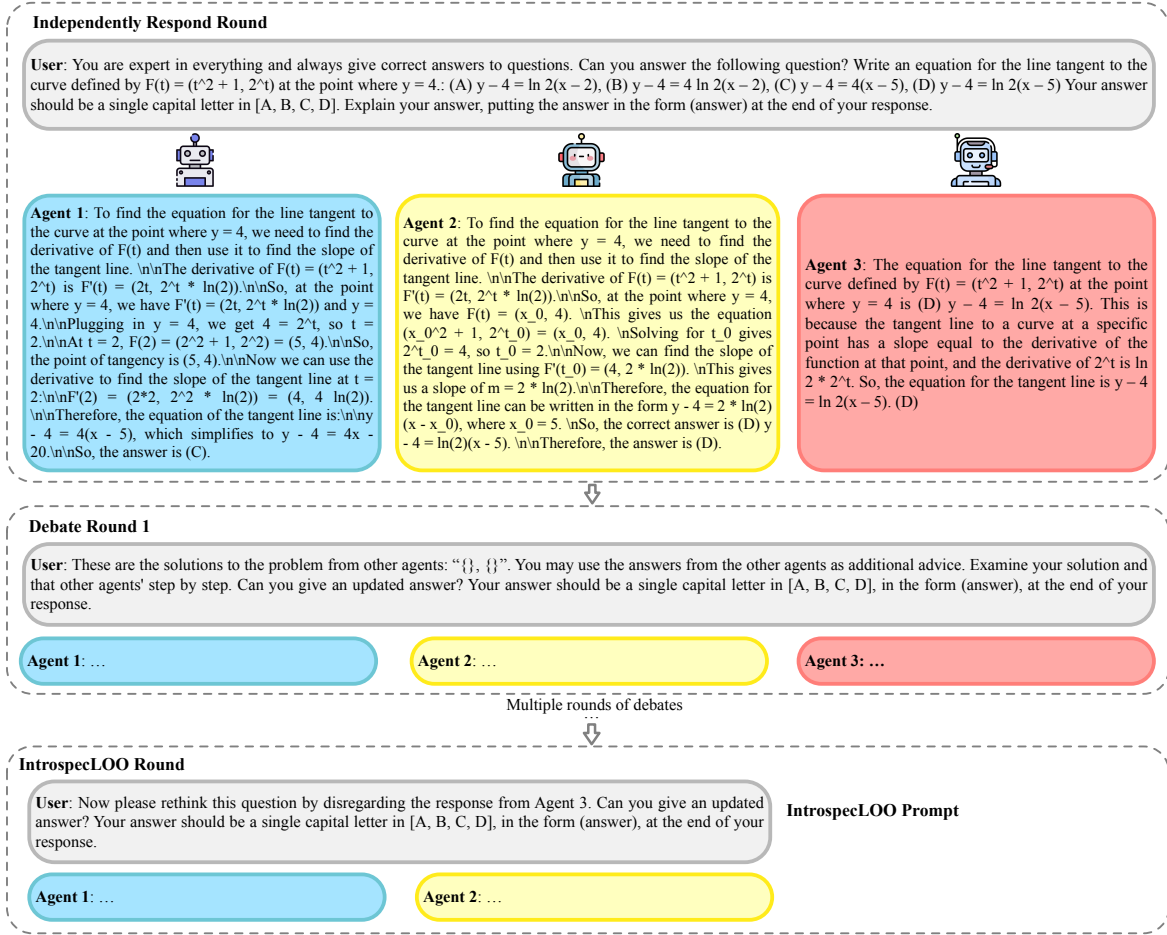 Independently Respond Round
User: You are expert in everything and always give correct answers to questions. Can you answer the following question? Write an equation for the line tangent to the
curve defined by F(t) = (t^2 + 1, 2^t) at the point where y = 4.: (A) y – 4 = ln 2(x – 2), (B) y – 4 = 4 ln 2(x – 2), (C) y – 4 = 4(x – 5), (D) y – 4 = ln 2(x – 5) Your answer
should be a single capital letter in [A, B, C, D]. Explain your answer, putting the answer in the form (answer) at the end of your response.
Agent 1: To find the equation for the line tangent to
the curve at the point where y = 4, we need to find the
derivative of F(t) and then use it to find the slope of
the tangent line. \n\nThe derivative of F(t) = (t^2 + 1,
2^t) is F'(t) = (2t, 2^t * ln(2)).\n\nSo, at the point
where y = 4, we have F'(t) = (2t, 2^t * ln(2)) and y =
4.\n\nPlugging in y = 4, we get 4 = 2^t, so t =
2.\n\nAt t = 2, F(2) = (2^2 + 1, 2^2) = (5, 4).\n\nSo,
the point of tangency is (5, 4).\n\nNow we can use the
derivative to find the slope of the tangent line at t =
2:\n\nF'(2) = (2*2, 2^2 * ln(2)) = (4, 4 ln(2)).
\n\nTherefore, the equation of the tangent line is:\n\ny
- 4 = 4(x - 5), which simplifies to y - 4 = 4x -
20.\n\nSo, the answer is (C).
Agent 2: To find the equation for the line tangent to
the curve at the point where y = 4, we need to find the
derivative of F(t) and then use it to find the slope of the
tangent line. \n\nThe derivative of F(t) = (t^2 + 1, 2^t) is
F'(t) = (2t, 2^t * ln(2)).\n\nSo, at the point where y = 4,
we have F(t) = (x_0, 4). \nThis gives us the equation
(x_0^2 + 1, 2^t_0) = (x_0, 4). \nSolving for t_0 gives
2^t_0 = 4, so t_0 = 2.\n\nNow, we can find the slope of
the tangent line using F'(t_0) = (4, 2 * ln(2)). \nThis gives
us a slope of m = 2 * ln(2).\n\nTherefore, the equation for
the tangent line can be written in the form y - 4 = 2 * ln(2)
(x - x_0), where x_0 = 5. \nSo, the correct answer is (D) y
- 4 = ln(2)(x - 5). \n\nTherefore, the answer is (D).
Agent 3: The equation for the line tangent to the
curve defined by F(t) = (t^2 + 1, 2^t) at the point
where y = 4 is (D) y – 4 = ln 2(x – 5). This is
because the tangent line to a curve at a specific
point has a slope equal to the derivative of the
function at that point, and the derivative of 2^t is ln
2 * 2^t. So, the equation for the tangent line is y – 4
= ln 2(x – 5). (D)
Debate Round 1
User: These are the solutions to the problem from other agents: “{}, {}”. You may use the answers from the other agents as additional advice. Examine your solution and
that other agents' step by step. Can you give an updated answer? Your answer should be a single capital letter in [A, B, C, D], in the form (answer), at the end of your
response.
Agent 1: …
Agent 2: …
Agent 3: …
Multiple rounds of debates
…
IntrospecLOO Round
User: Now please rethink this question by disregarding the response from Agent 3. Can you give an updated
answer? Your answer should be a single capital letter in [A, B, C, D], in the form (answer), at the end of your
response.
IntrospecLOO Prompt
Agent 1: …
Agent 2: …